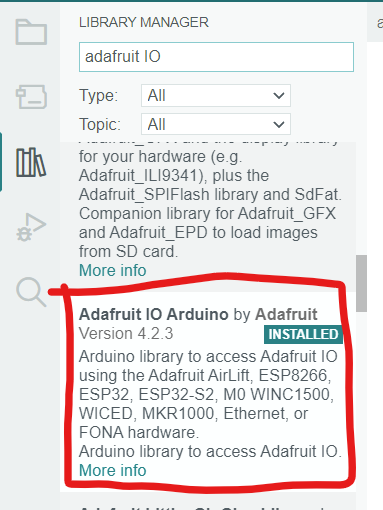 LIBRARY MANAGER
adafruit IO
Type: All
Topic: All
for your hardware (e.g.
Adafruit_ILI9341), plus the
Adafruit_SPIFlash library and SdFat.
Companion library for Adafruit_GFX
and Adafruit_EPD to load images
from SD card.
More info
Adafruit IO Arduino by Adafruit
Version 4.2.3 INSTALLED
Arduino library to access Adafruit IO
using the Adafruit AirLift, ESP8266,
ESP32, ESP32-S2, M0 WINC1500,
WICED, MKR1000, Ethernet, or
FONA hardware.
Arduino library to access Adafruit IO.
More info